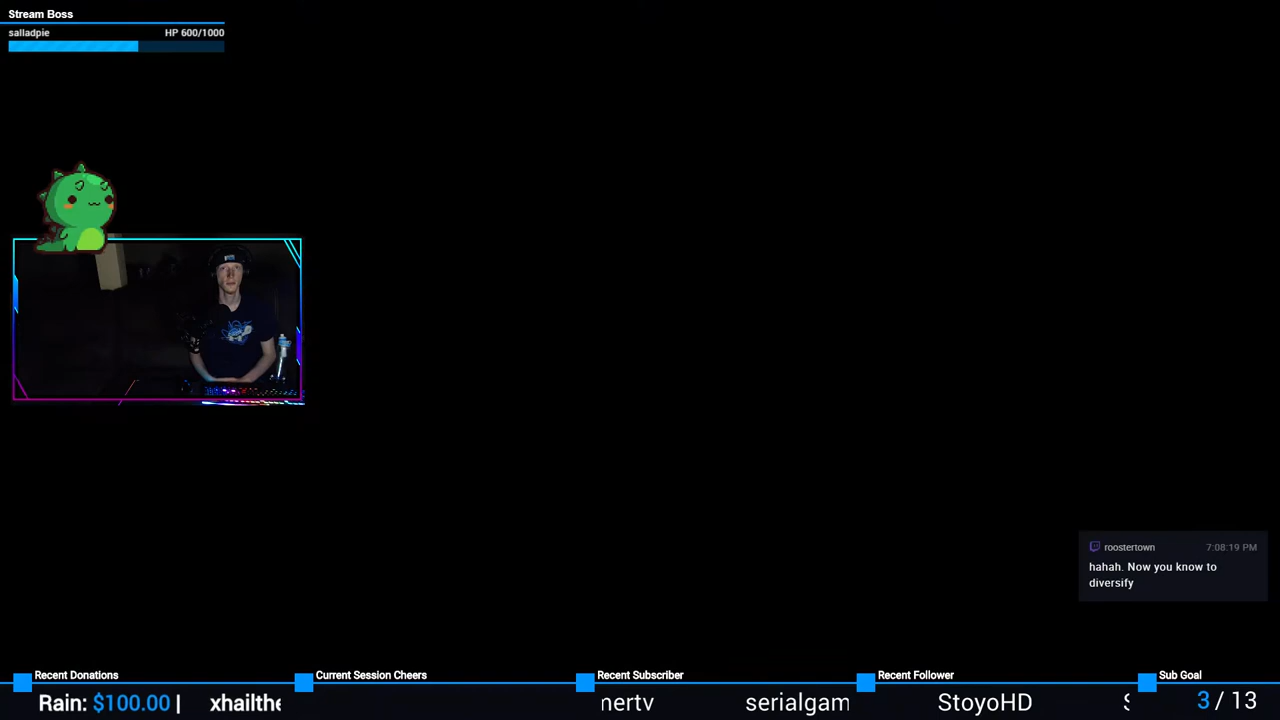 Stream Boss
salladpie HP 600/1000
roostertown 7:08:19 PM
hahah. Now you know to
diversify
Recent Donations
Rain: $100.00 | xhailthe
Current Session Cheers
Recent Subscriber
nertv serialgam
Recent Follower
StoyoHD
Sub Goal
3 / 13